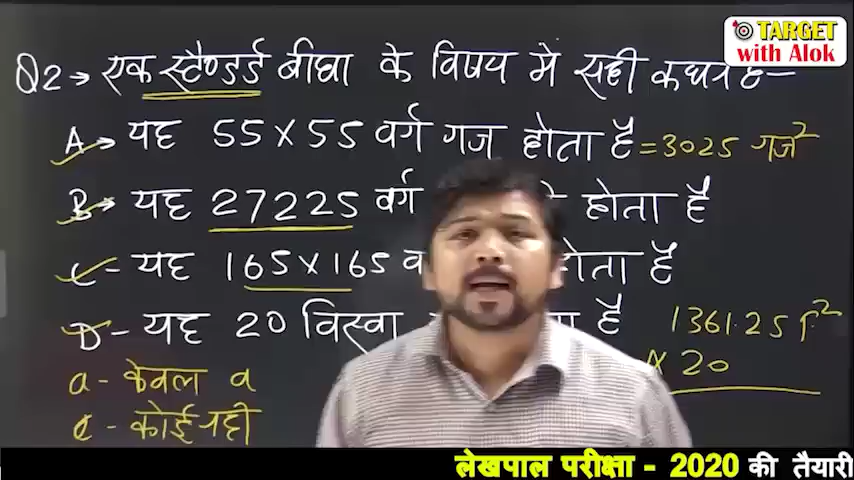 TARGET
with Alok
Q2→ एक स्टैण्डर्ड बीघा के विषय में सही
A→ यह 55×55 वर्ग गज होता है =3025 गज²
B→ यह 27225 वर्ग होता है
C- यह 165×165 होता है
D- यह 20 विस्वा है
1361.25 f²
× 20
a- केवल a
c- कोई नही
लेखपाल परीक्षा - 2020 की तैयारी